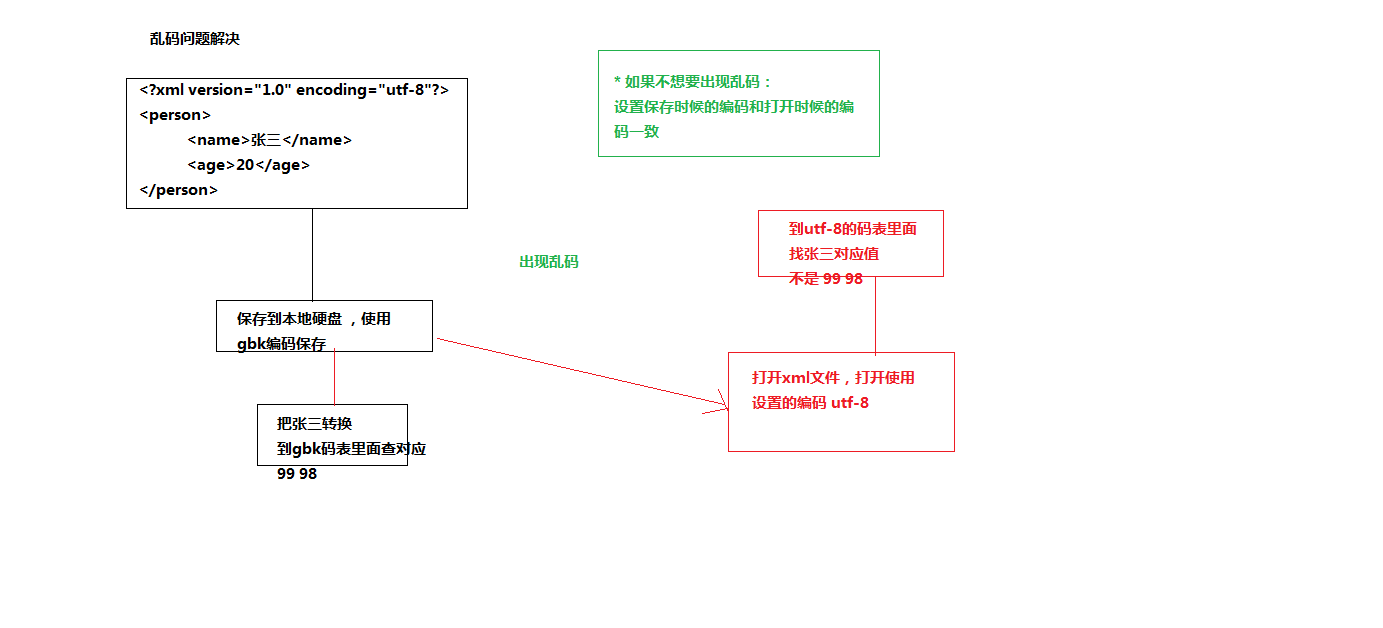 乱码问题解决
<?xml version="1.0" encoding="utf-8"?>
<person>
<name>张三</name>
<age>20</age>
</person>
* 如果不想要出现乱码：
设置保存时候的编码和打开时候的编
码一致
到utf-8的码表里面
找张三对应值
不是 99 98
出现乱码
保存到本地硬盘 ，使用
gbk编码保存
打开xml文件，打开使用
设置的编码 utf-8
把张三转换
到gbk码表里面查对应
99 98